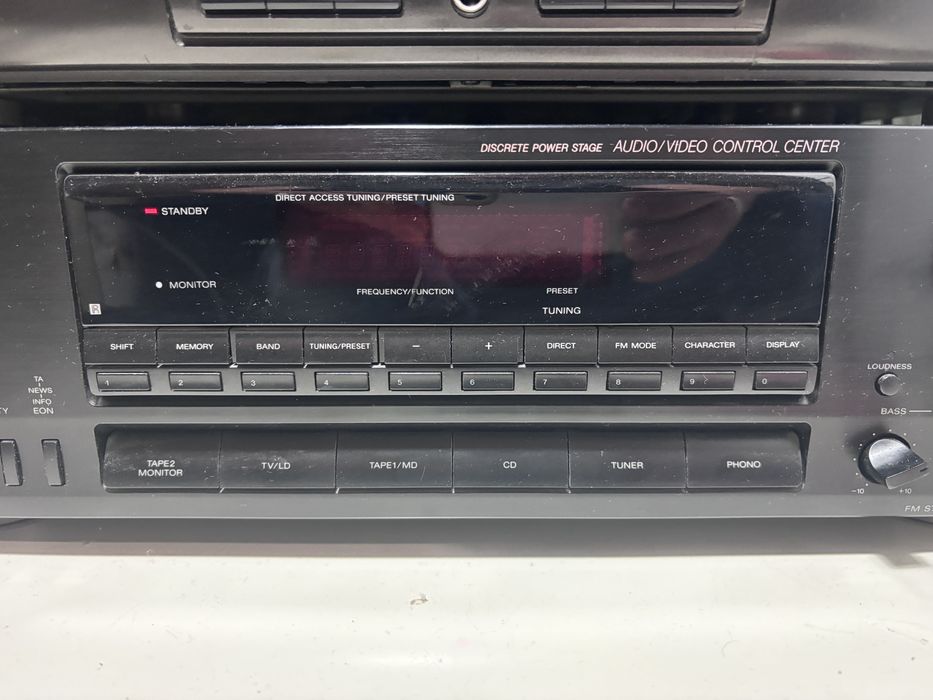 DISCRETE POWER STAGE AUDIO/VIDEO CONTROL CENTER
DIRECT ACCESS TUNING/PRESET TUNING
STANDBY
MONITOR
FREQUENCY/FUNCTION
PRESET
TUNING
R
SHIFT MEMORY BAND TUNING/PRESET − + DIRECT FM MODE CHARACTER DISPLAY
1 2 3 4 5 6 7 8 9 0
LOUDNESS
TA
NEWS
INFO
EON
BASS
TAPE2
MONITOR
TV/LD
TAPE1/MD
CD
TUNER
PHONO
-10 +10